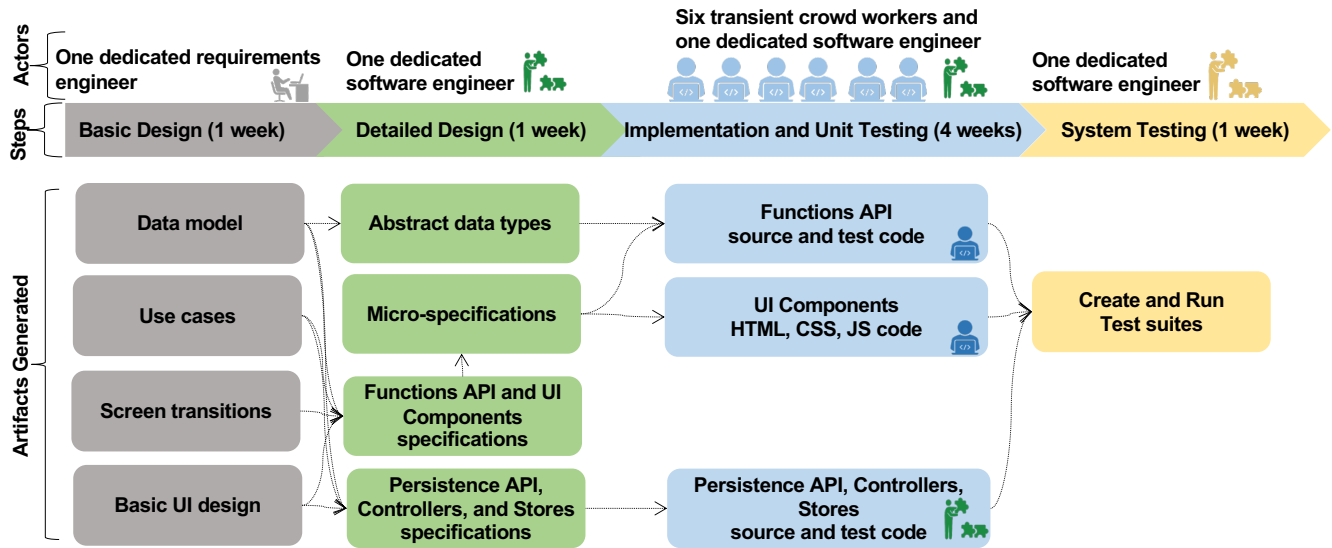 Actors
One dedicated requirements
engineer
One dedicated
software engineer
Six transient crowd workers and
one dedicated software engineer
One dedicated
software engineer
Steps
Basic Design (1 week)
Detailed Design (1 week)
Implementation and Unit Testing (4 weeks)
System Testing (1 week)
Artifacts Generated
Data model
Abstract data types
Functions API
source and test code
Use cases
Micro-specifications
UI Components
HTML, CSS, JS code
Create and Run
Test suites
Screen transitions
Functions API and UI
Components
specifications
Basic UI design
Persistence API,
Controllers, and Stores
specifications
Persistence API, Controllers,
Stores
source and test code